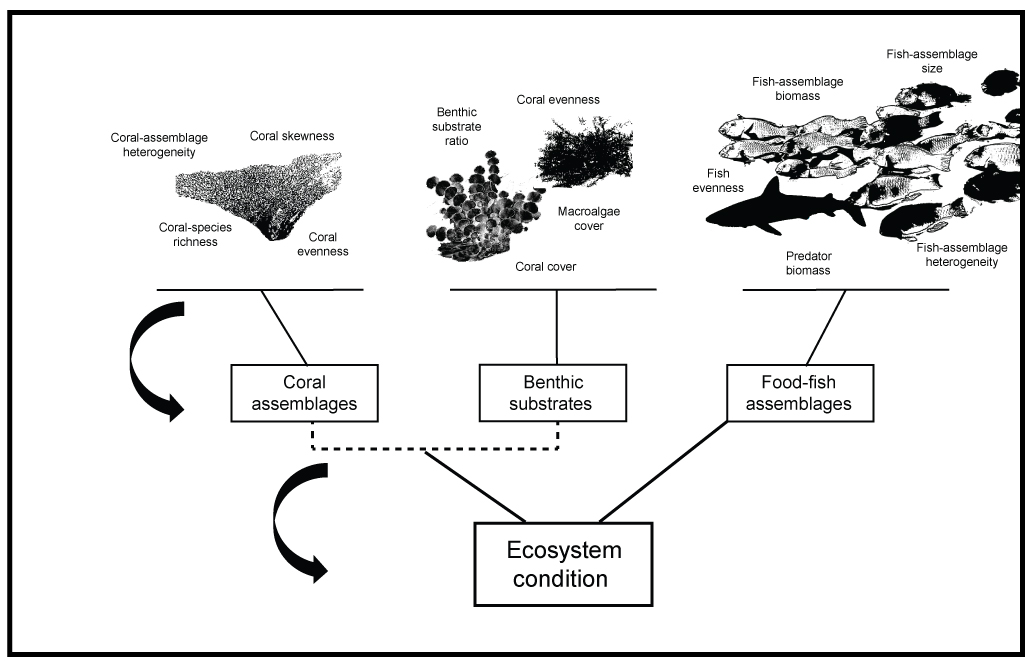 Coral-assemblage
heterogeneity
Coral skewness
Coral-species
richness
Coral
evenness
Benthic
substrate
ratio
Coral evenness
Macroalgae
cover
Coral cover
Fish-assemblage
size
Fish-assemblage
biomass
Fish
evenness
Predator
biomass
Fish-assemblage
heterogeneity
Coral
assemblages
Benthic
substrates
Food-fish
assemblages
Ecosystem
condition